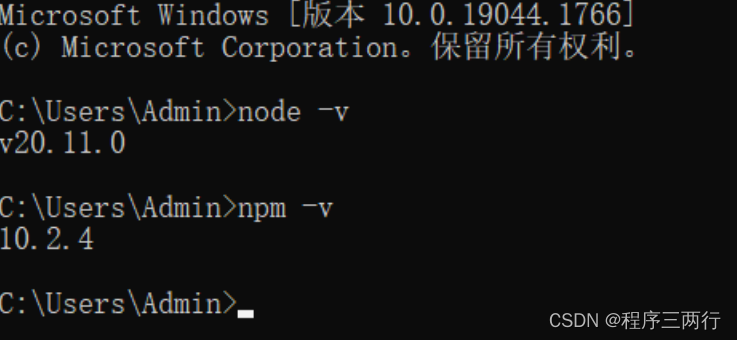 Microsoft Windows [版本 10.0.19044.1766]
(c) Microsoft Corporation。保留所有权利。
C:\Users\Admin>node -v
v20.11.0
C:\Users\Admin>npm -v
10.2.4
C:\Users\Admin>
CSDN @程序三两行